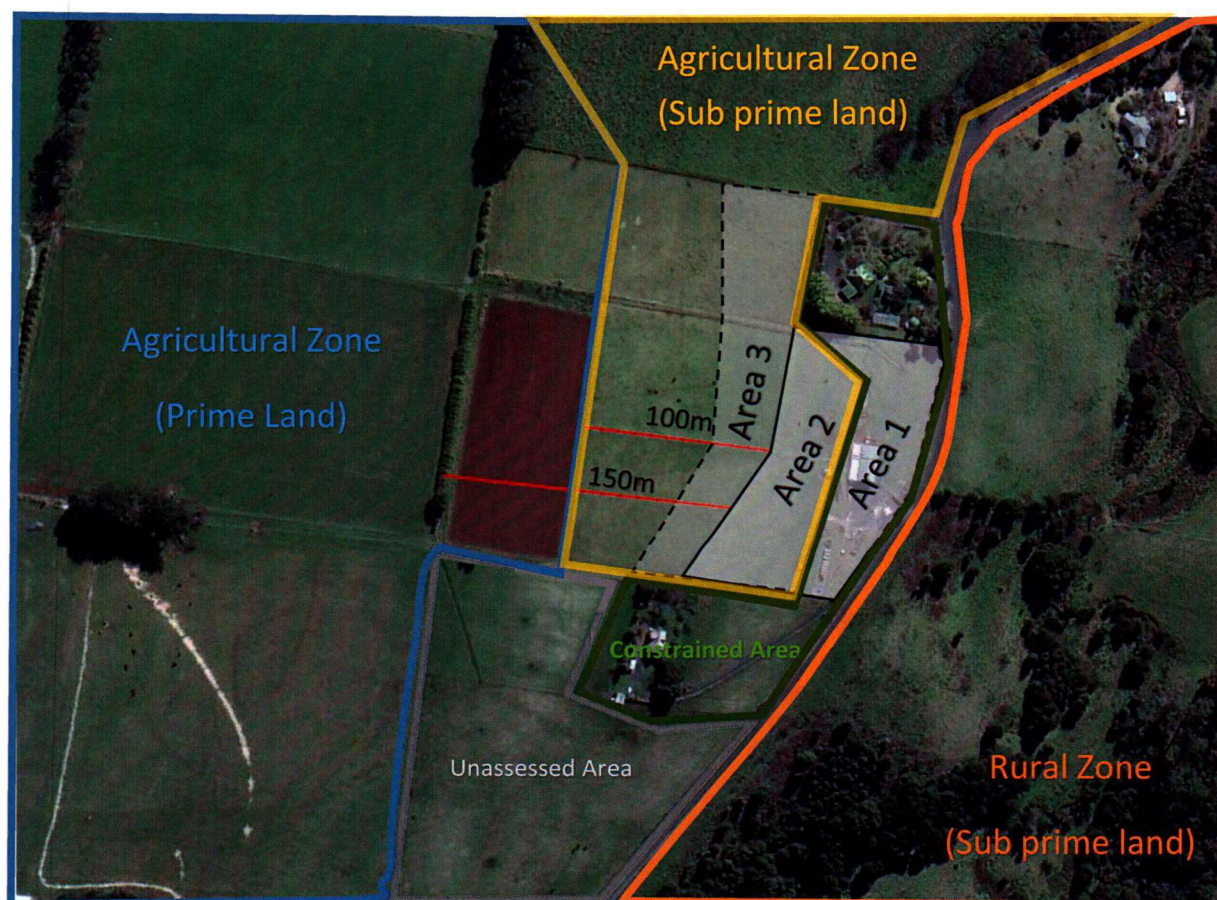 Agricultural Zone
(Sub prime land)
Agricultural Zone
(Prime Land)
Area 3
100m
Area 2
Area 1
150m
Constrained Area
Unassessed Area
Rural Zone
(Sub prime land)